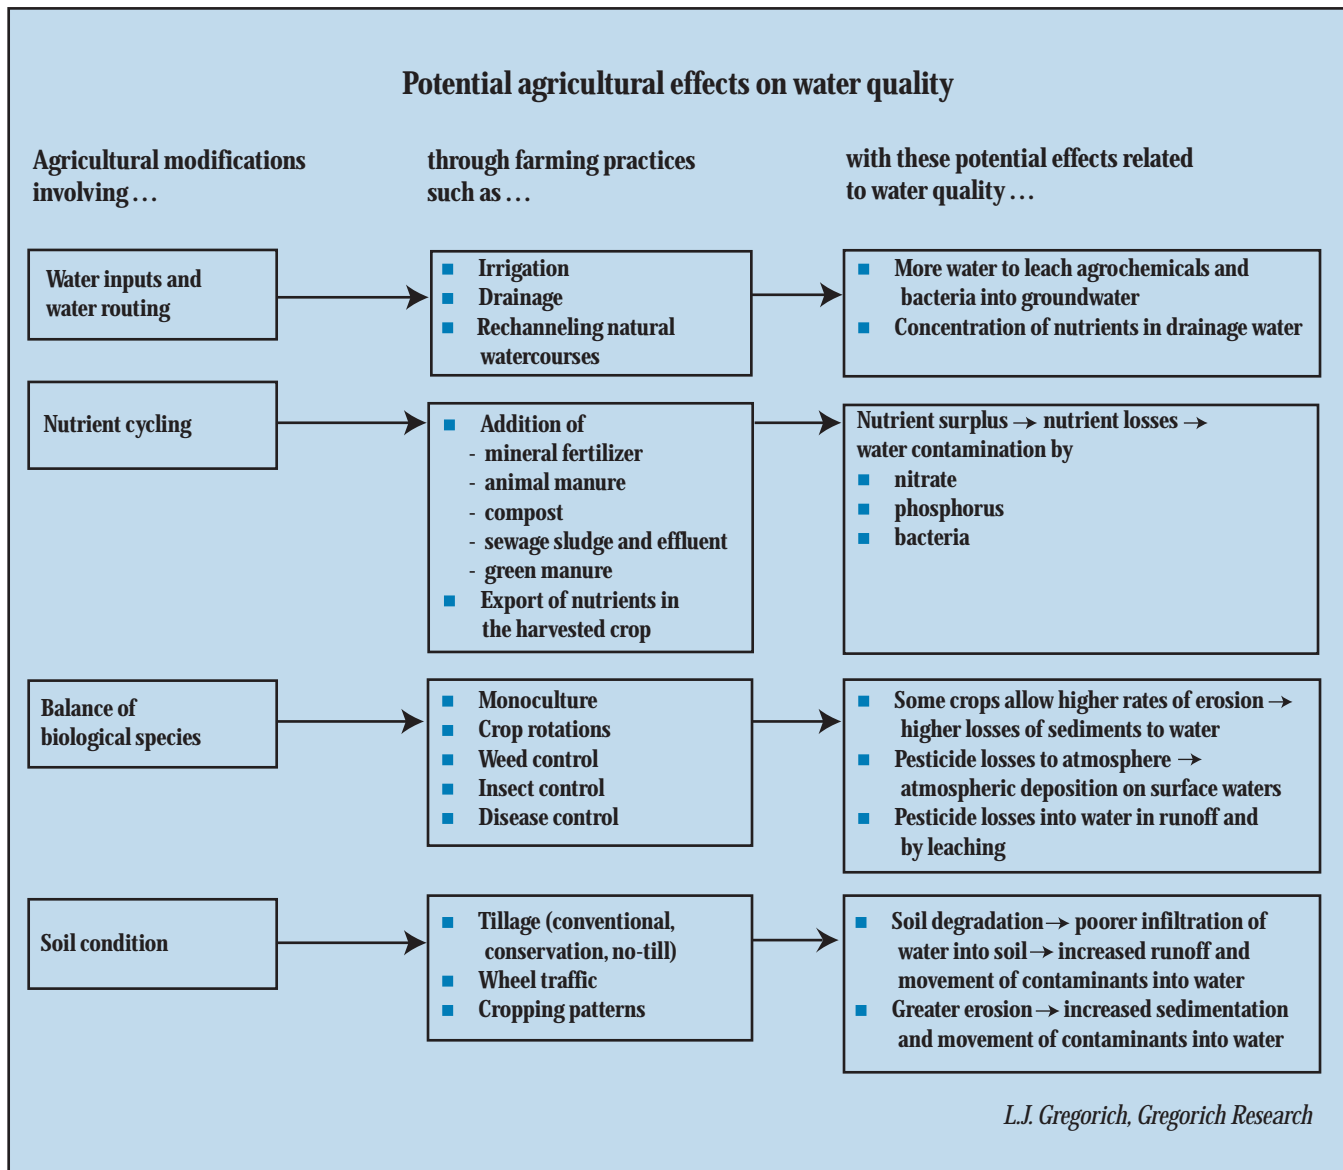 Potential agricultural effects on water quality
Agricultural modifications
involving . . .
through farming practices
such as . . .
with these potential effects related
to water quality . . .
Water inputs and
water routing
■ Irrigation
■ Drainage
■ Rechanneling natural
watercourses
■ More water to leach agrochemicals and
bacteria into groundwater
■ Concentration of nutrients in drainage water
Nutrient cycling
■ Addition of
- mineral fertilizer
- animal manure
- compost
- sewage sludge and effluent
- green manure
■ Export of nutrients in
the harvested crop
Nutrient surplus → nutrient losses →
water contamination by
■ nitrate
■ phosphorus
■ bacteria
Balance of
biological species
■ Monoculture
■ Crop rotations
■ Weed control
■ Insect control
■ Disease control
■ Some crops allow higher rates of erosion →
higher losses of sediments to water
■ Pesticide losses to atmosphere →
atmospheric deposition on surface waters
■ Pesticide losses into water in runoff and
by leaching
Soil condition
■ Tillage (conventional,
conservation, no-till)
■ Wheel traffic
■ Cropping patterns
■ Soil degradation → poorer infiltration of
water into soil → increased runoff and
movement of contaminants into water
■ Greater erosion → increased sedimentation
and movement of contaminants into water
L.J. Gregorich, Gregorich Research